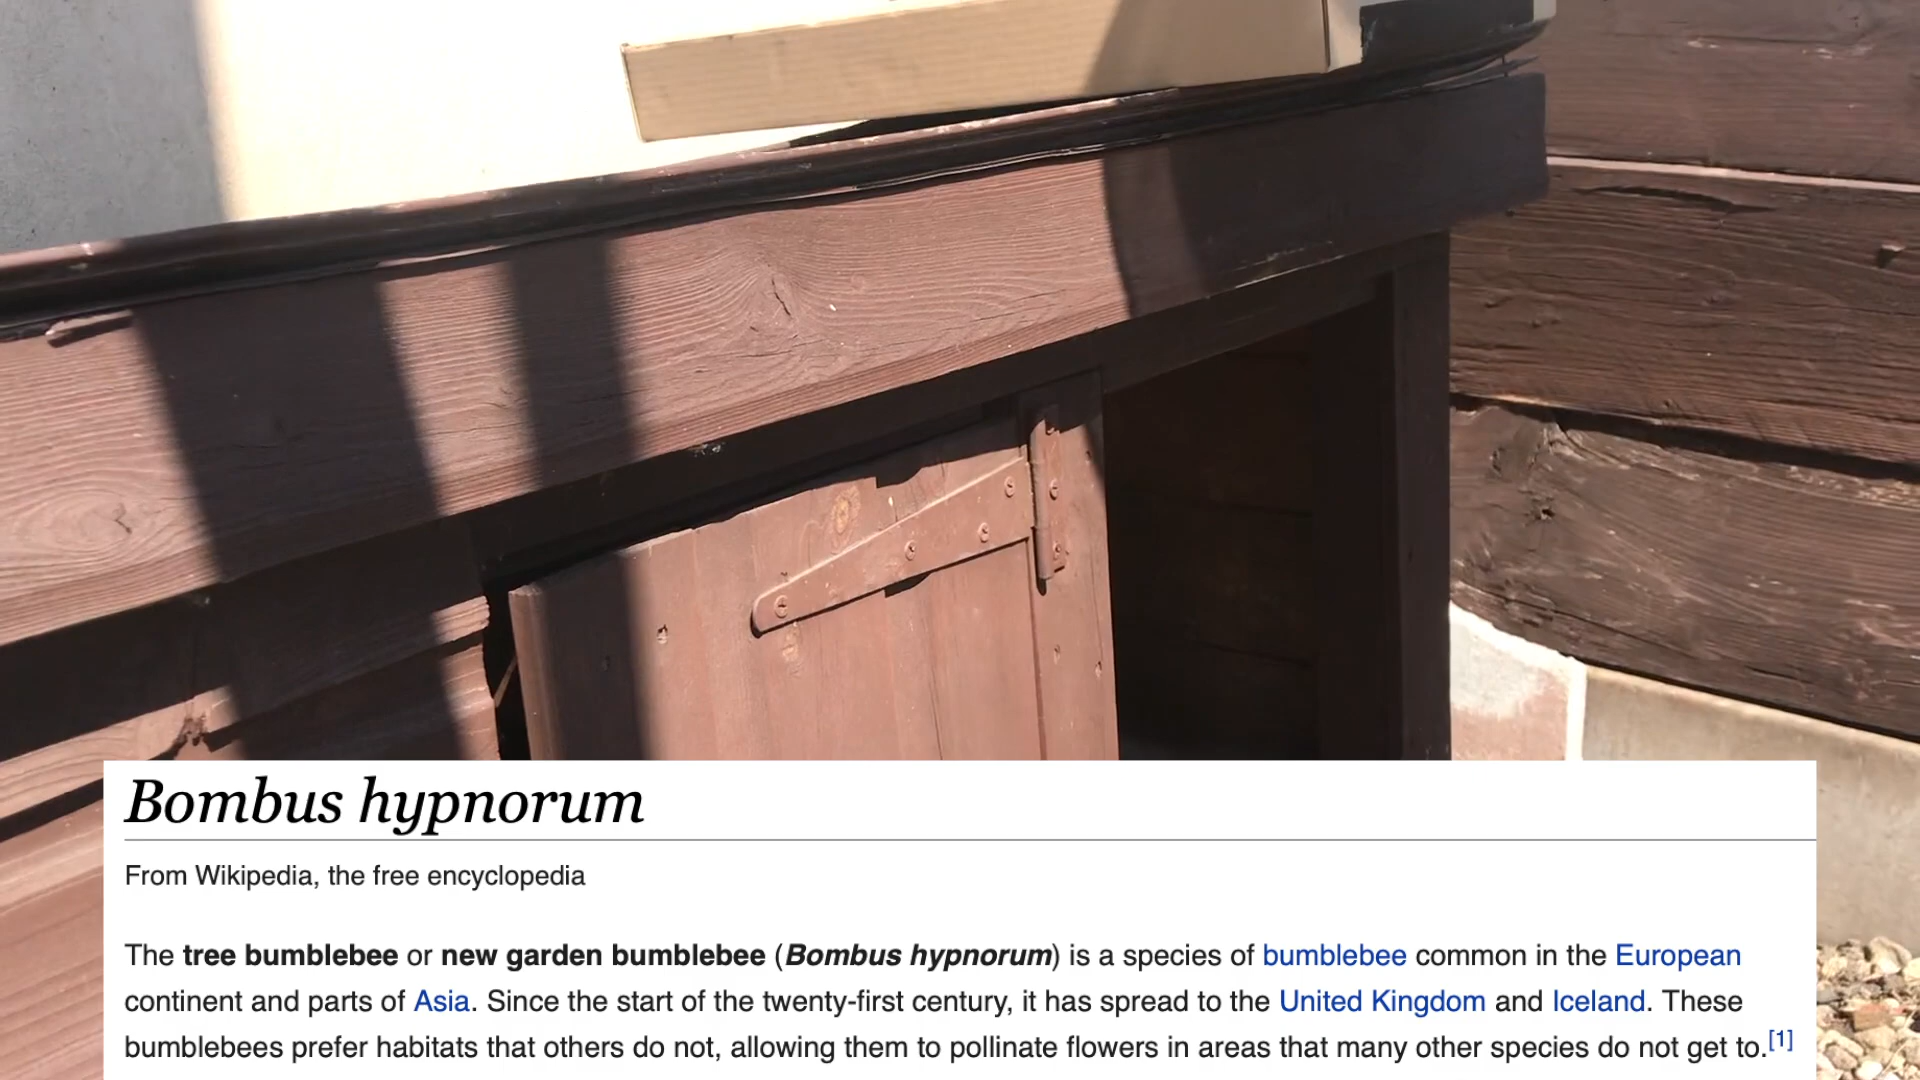 Bombus hypnorum
From Wikipedia, the free encyclopedia
The tree bumblebee or new garden bumblebee (Bombus hypnorum) is a species of bumblebee common in the European
continent and parts of Asia. Since the start of the twenty-first century, it has spread to the United Kingdom and Iceland. These
bumblebees prefer habitats that others do not, allowing them to pollinate flowers in areas that many other species do not get to.[1]